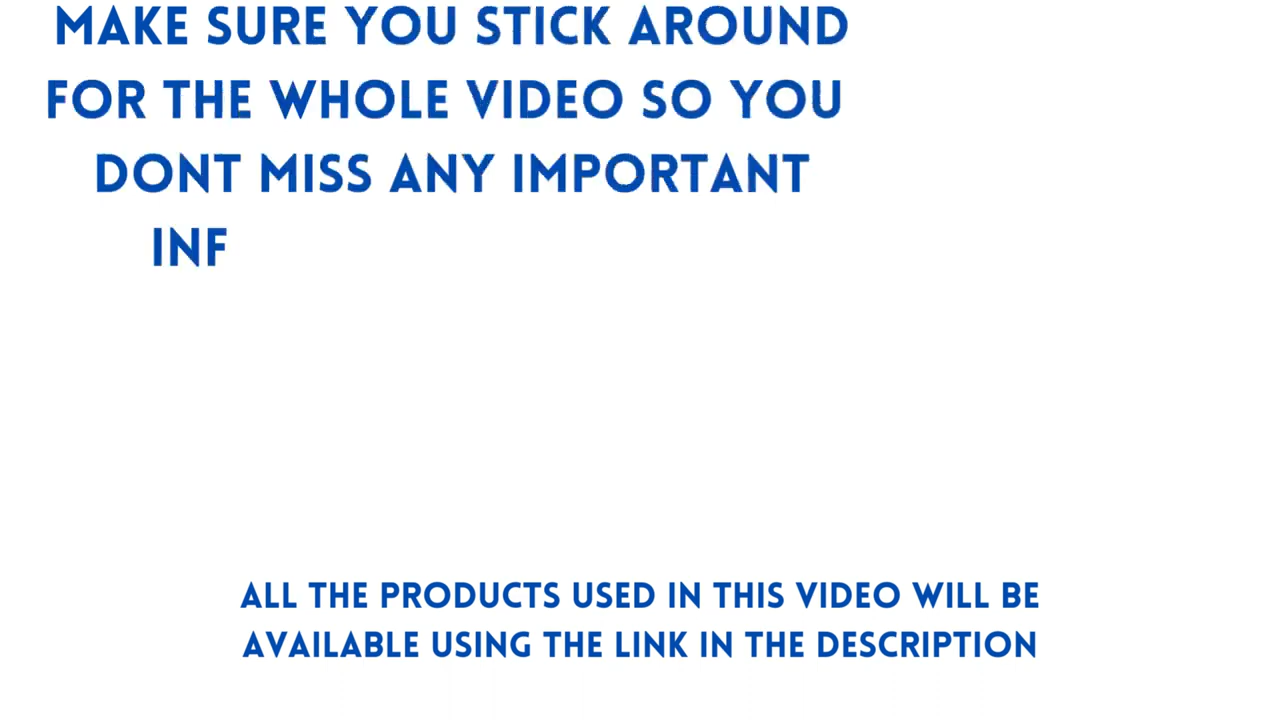 MAKE SURE YOU STICK AROUND
FOR THE WHOLE VIDEO SO YOU
DONT MISS ANY IMPORTANT
INF
ALL THE PRODUCTS USED IN THIS VIDEO WILL BE
AVAILABLE USING THE LINK IN THE DESCRIPTION